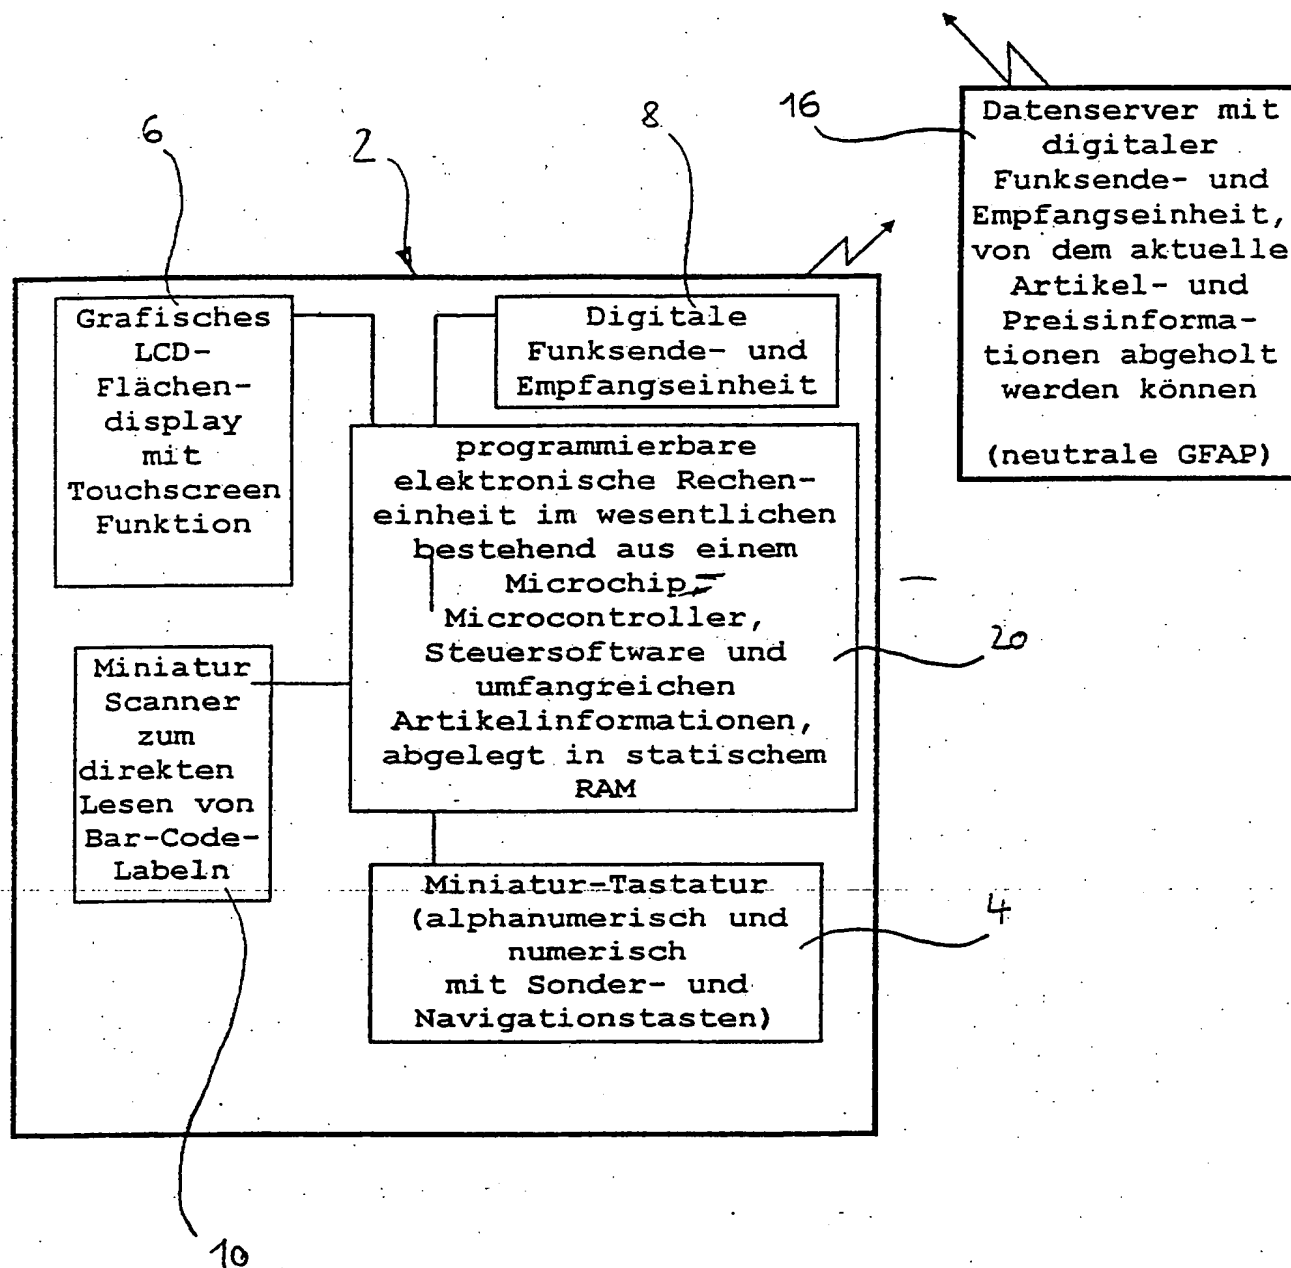 6
2
8
16
Datenserver mit
digitaler
Funksende- und
Empfangseinheit,
von dem aktuelle
Artikel- und
Preisinforma-
tionen abgeholt
werden können
(neutrale GFAP)
Grafisches
LCD-
Flächen-
display
mit
Touchscreen
Funktion
Digitale
Funksende- und
Empfangseinheit
programmierbare
elektronische Rechen-
einheit im wesentlichen
bestehend aus einem
Microchip,
Microcontroller,
Steuersoftware und
umfangreichen
Artikelinformationen,
abgelegt in statischem
RAM
20
Miniatur
Scanner
zum
direkten
Lesen von
Bar-Code-
Labeln
Miniatur-Tastatur
(alphanumerisch und
numerisch
mit Sonder- und
Navigationstasten)
4
10